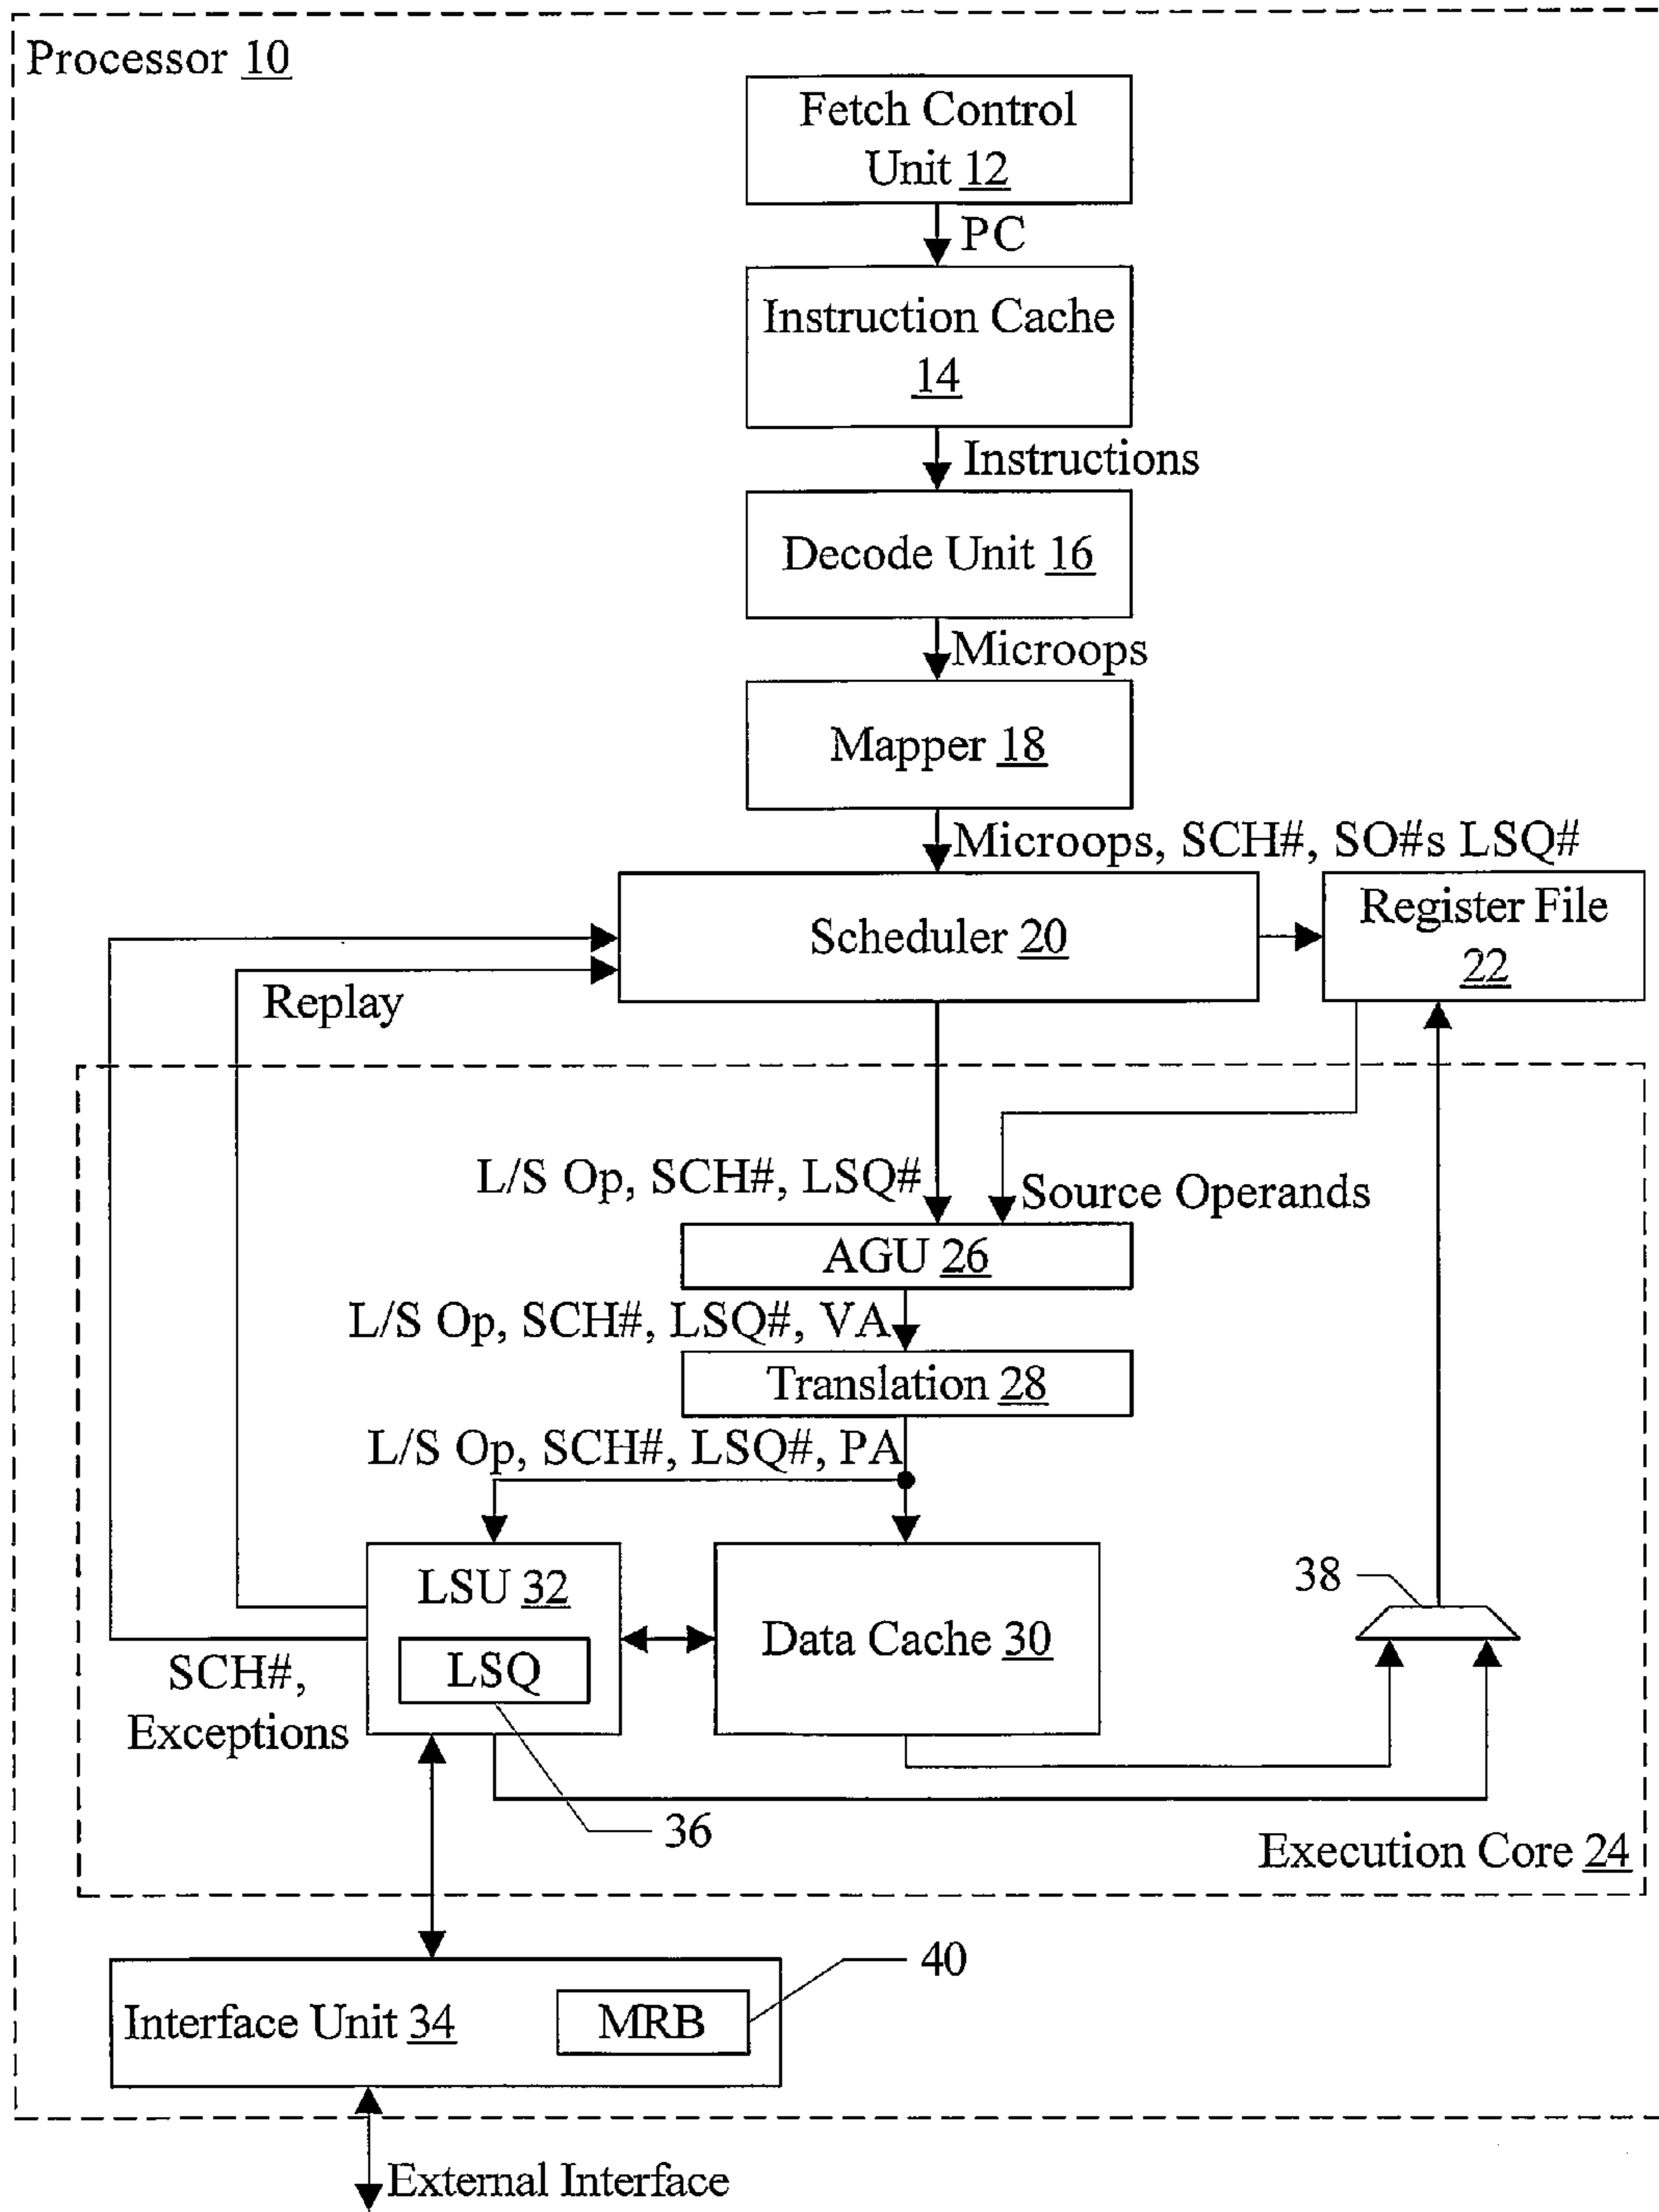 Processor 10
Fetch Control
Unit 12
PC
Instruction Cache
14
Instructions
Decode Unit 16
Microops
Mapper 18
Microops, SCH#, SO#s LSQ#
Scheduler 20
Register File
22
Replay
L/S Op, SCH#, LSQ#
Source Operands
AGU 26
L/S Op, SCH#, LSQ#, VA
Translation 28
L/S Op, SCH#, LSQ#, PA
LSU 32
LSQ
Data Cache 30
38
SCH#,
Exceptions
36
Execution Core 24
Interface Unit 34
MRB
40
External Interface